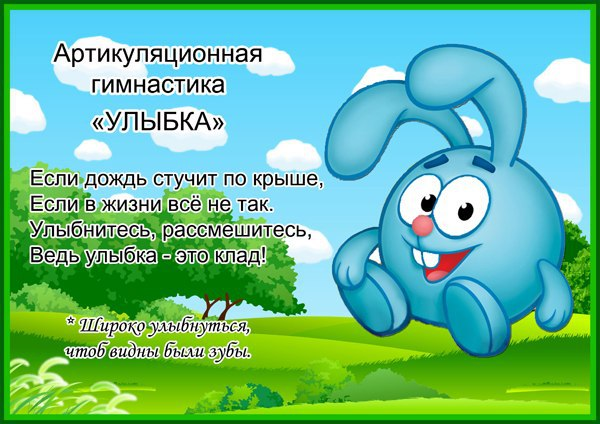 Артикуляционная
гимнастика
«УЛЫБКА»
Если дождь стучит по крыше,
Если в жизни всё не так.
Улыбнитесь, рассмешитесь,
Ведь улыбка - это клад!
* Широко улыбнуться,
чтоб видны были зубы.